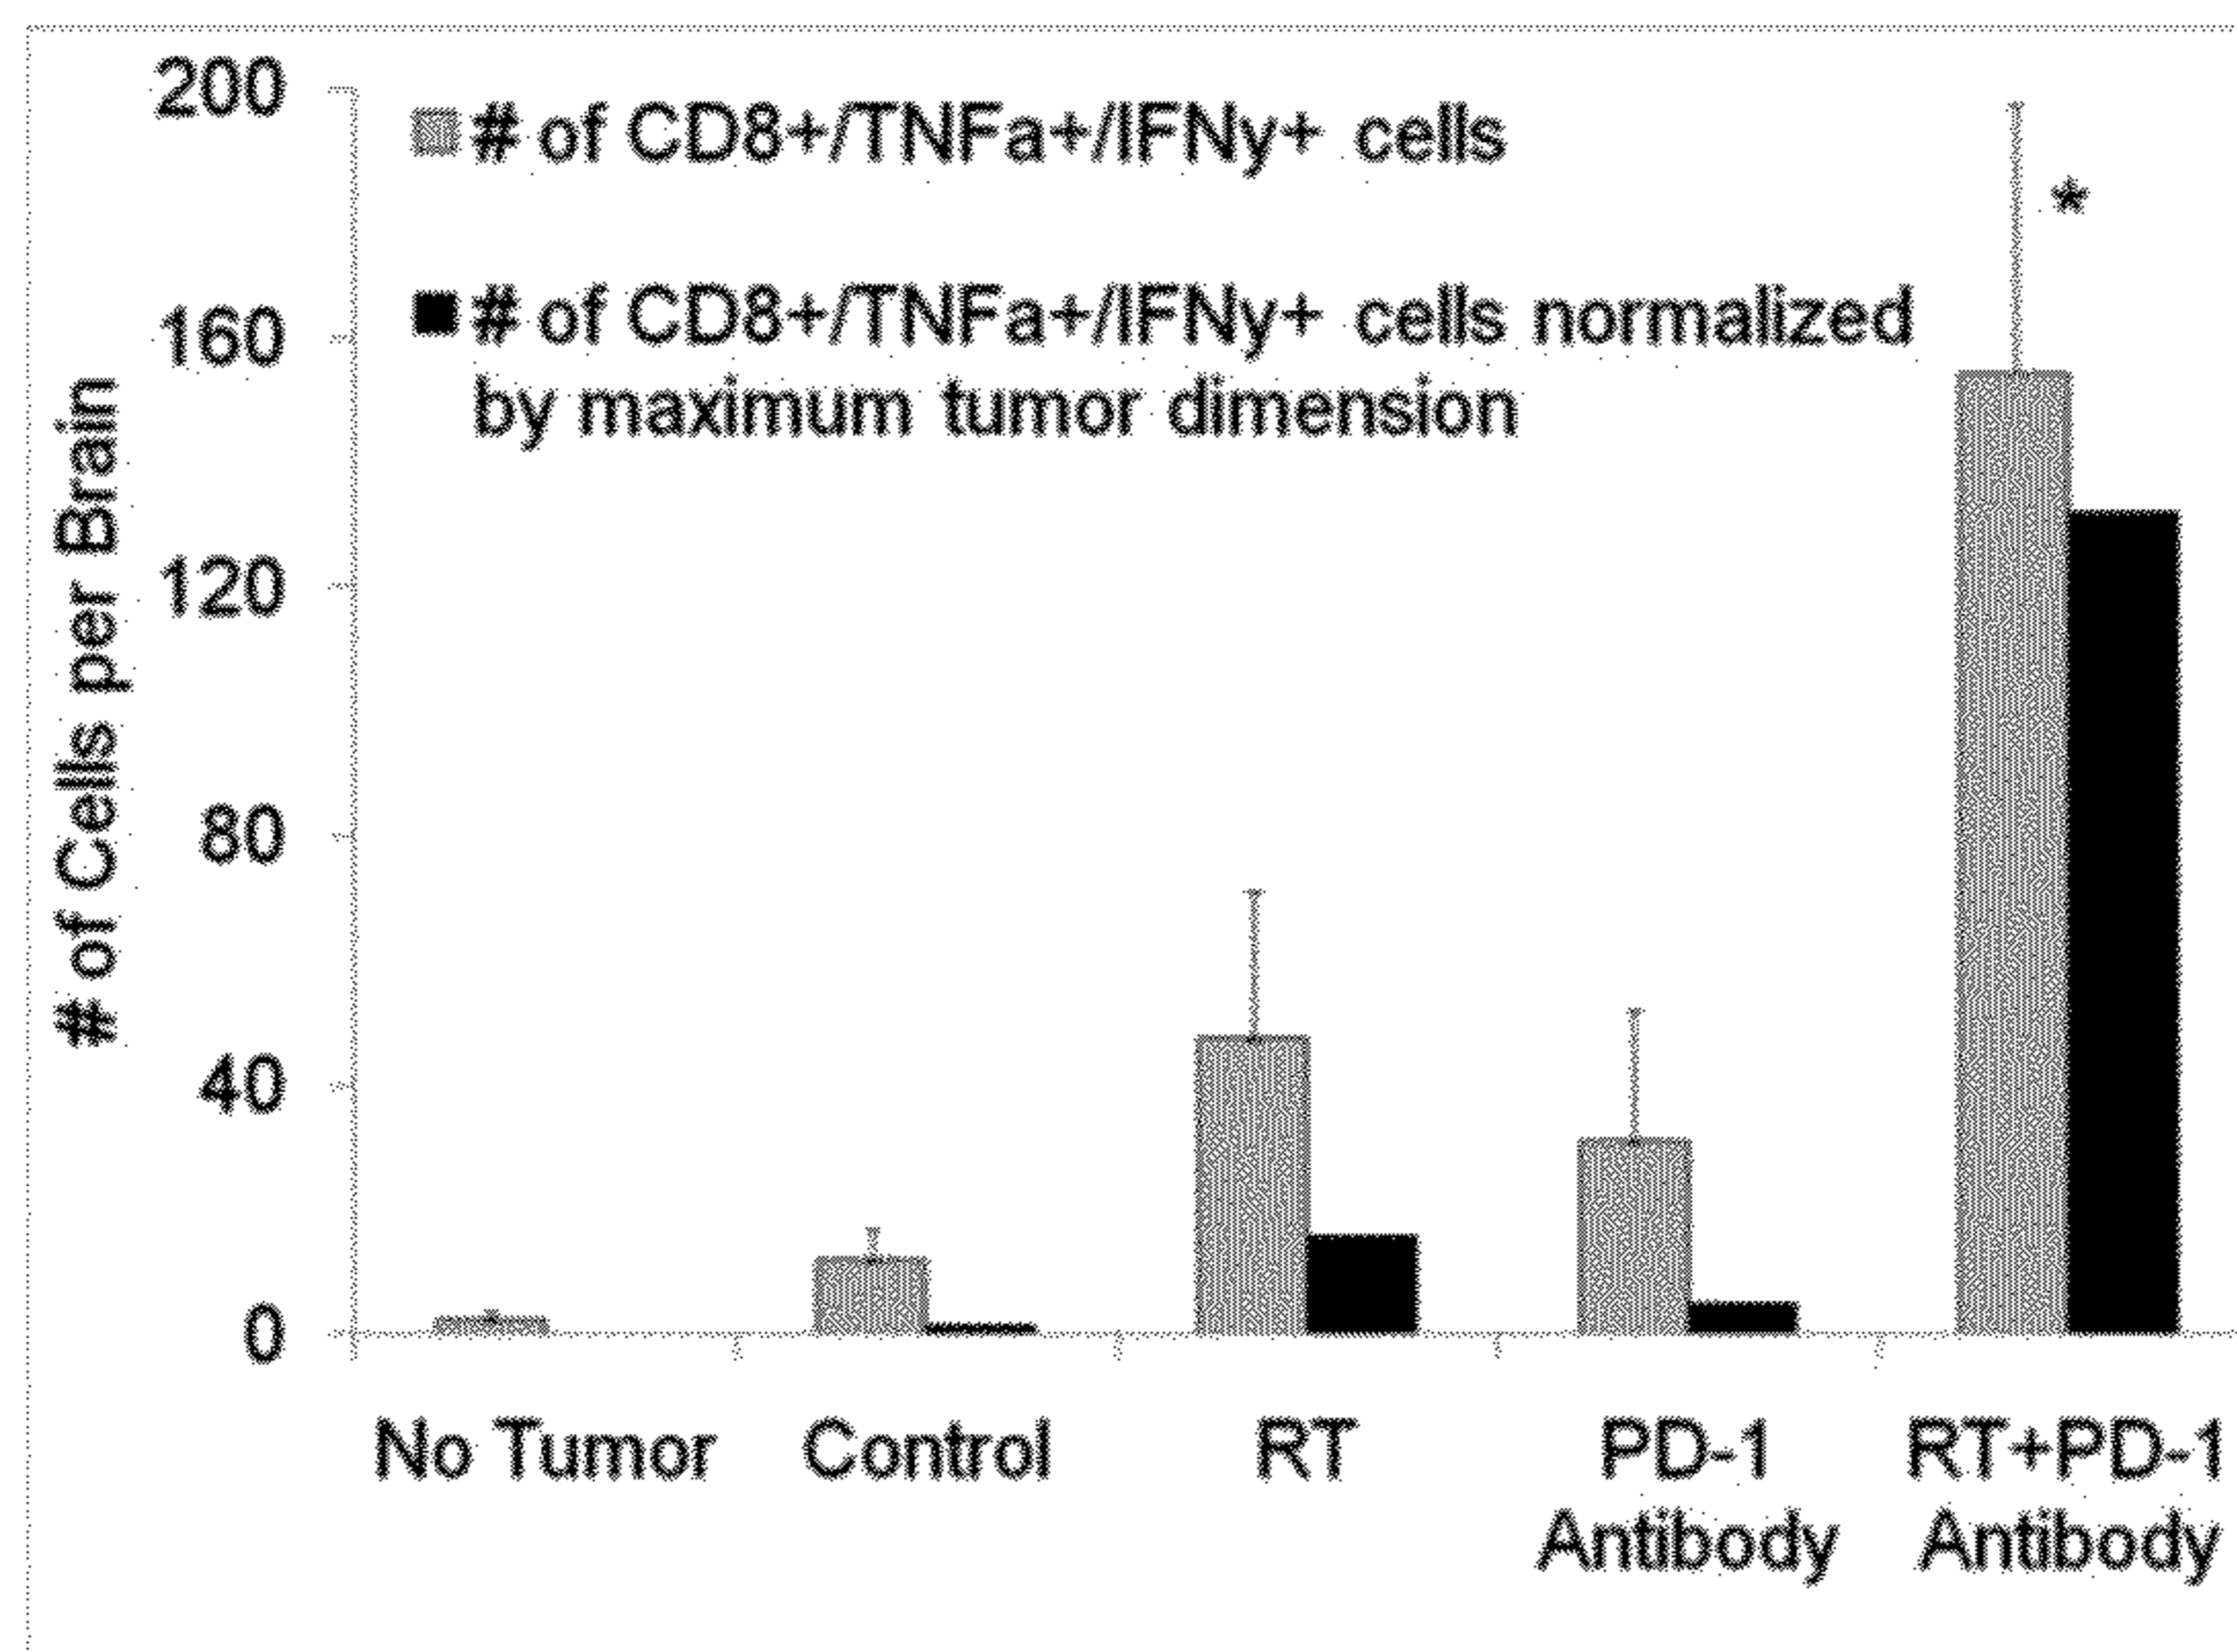 200
160
120
80
40
0
# of Cells per Brain
# of CD8+/TNFa+/IFNy+ cells
# of CD8+/TNFa+/IFNy+ cells normalized
by maximum tumor dimension
*
No Tumor
Control
RT
PD-1
Antibody
RT+PD-1
Antibody